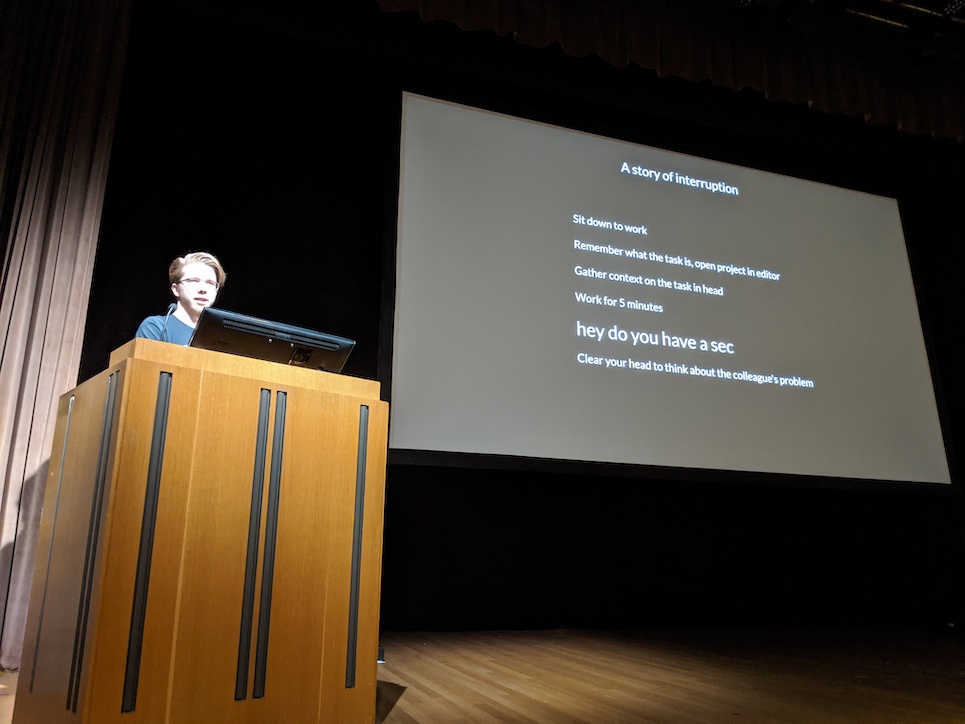 A story of interruption
Sit down to work
Remember what the task is, open project in editor
Gather context on the task in head
Work for 5 minutes
hey do you have a sec
Clear your head to think about the colleague's problem